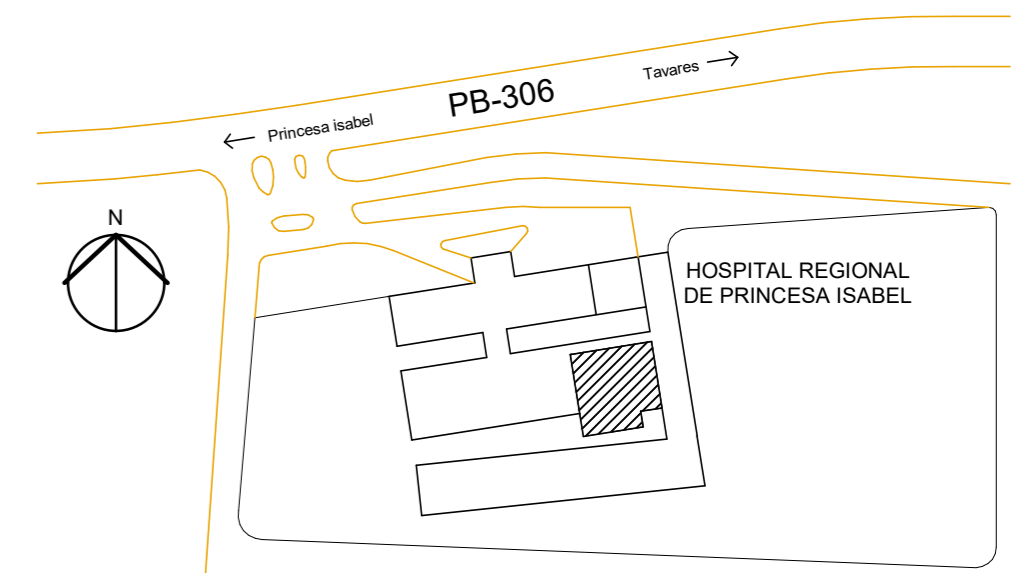 Tavares
PB-306
Princesa isabel
N
HOSPITAL REGIONAL
DE PRINCESA ISABEL